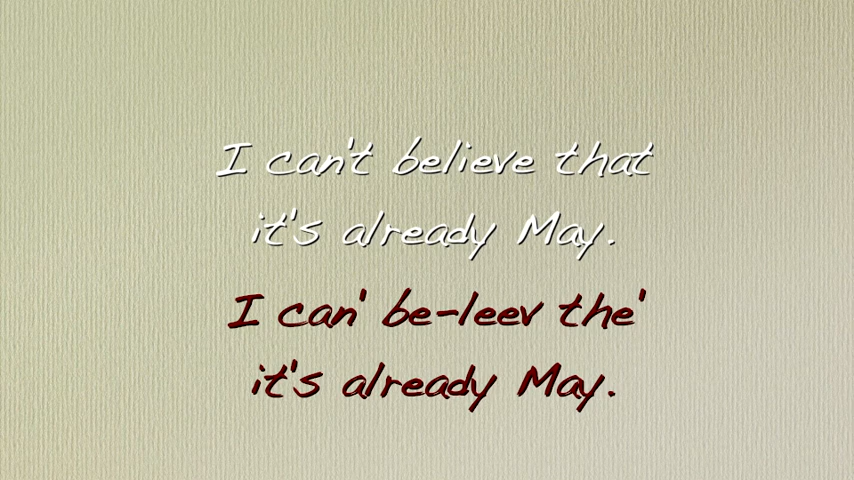 I can't believe that
it's already May.
I can' be-leev the'
it's already May.